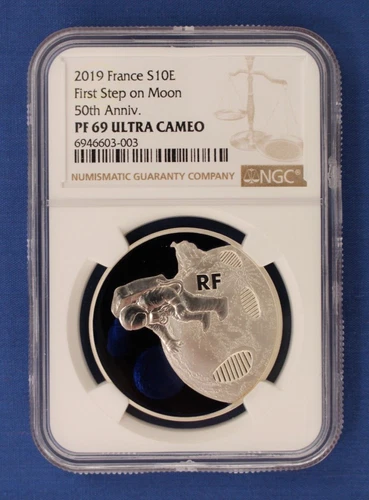 2019 France S10E
First Step on Moon
50th Anniv.
PF 69 ULTRA CAMEO
6946603-003
NUMISMATIC GUARANTY COMPANY
NGC
RF